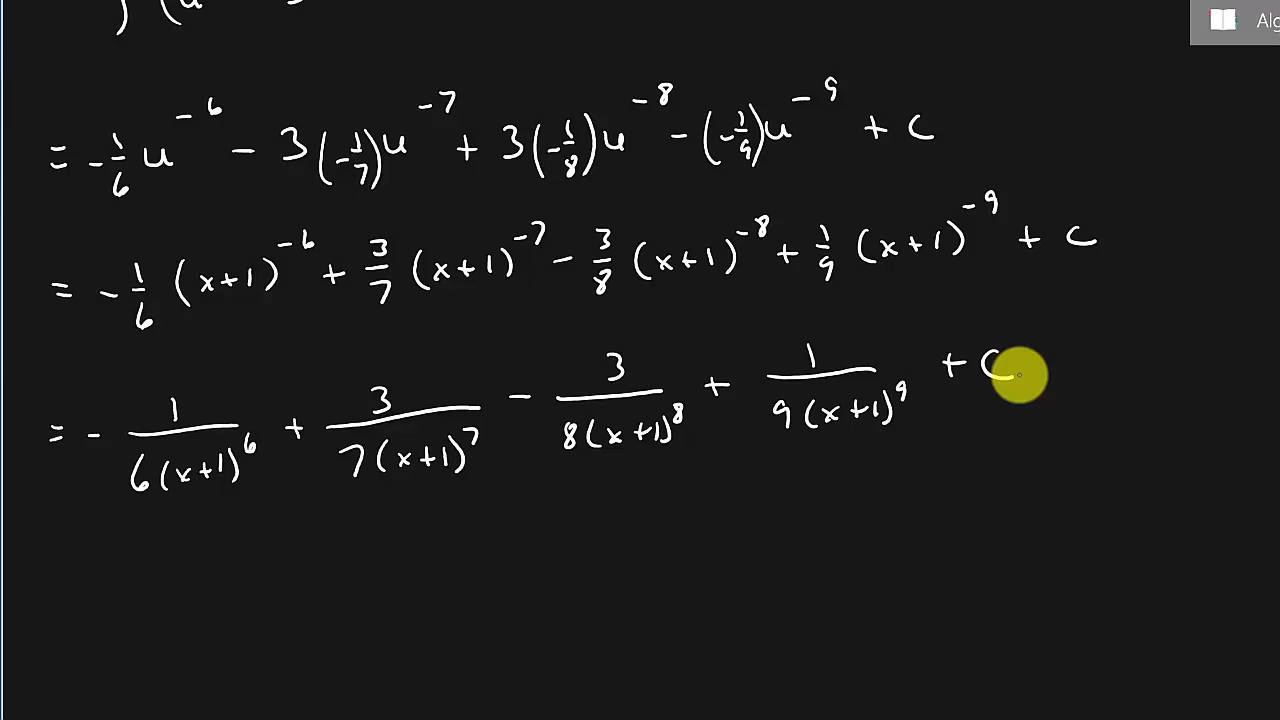 ) (u
Alg
= -1/6 u^-6 - 3(-1/7)u^-7 + 3(-1/8)u^-8 - (-1/9)u^-9 + C
= -1/6 (x+1)^-6 + 3/7 (x+1)^-7 - 3/8 (x+1)^-8 + 1/9 (x+1)^-9 + C
= - 1/6(x+1)^6 + 3/7(x+1)^7 - 3/8(x+1)^8 + 1/9(x+1)^9 + C